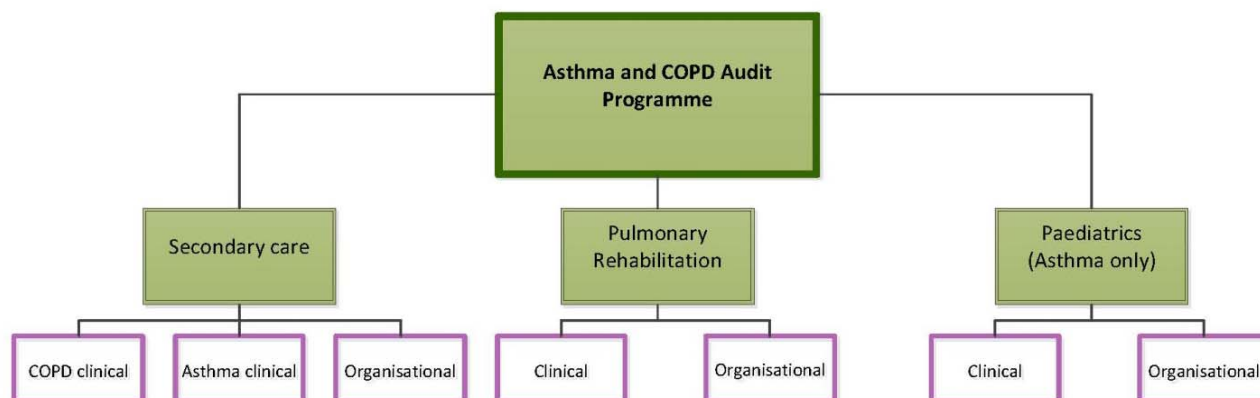 Asthma and COPD Audit
Programme
Secondary care
Pulmonary
Rehabilitation
Paediatrics
(Asthma only)
COPD clinical
Asthma clinical
Organisational
Clinical
Organisational
Clinical
Organisational